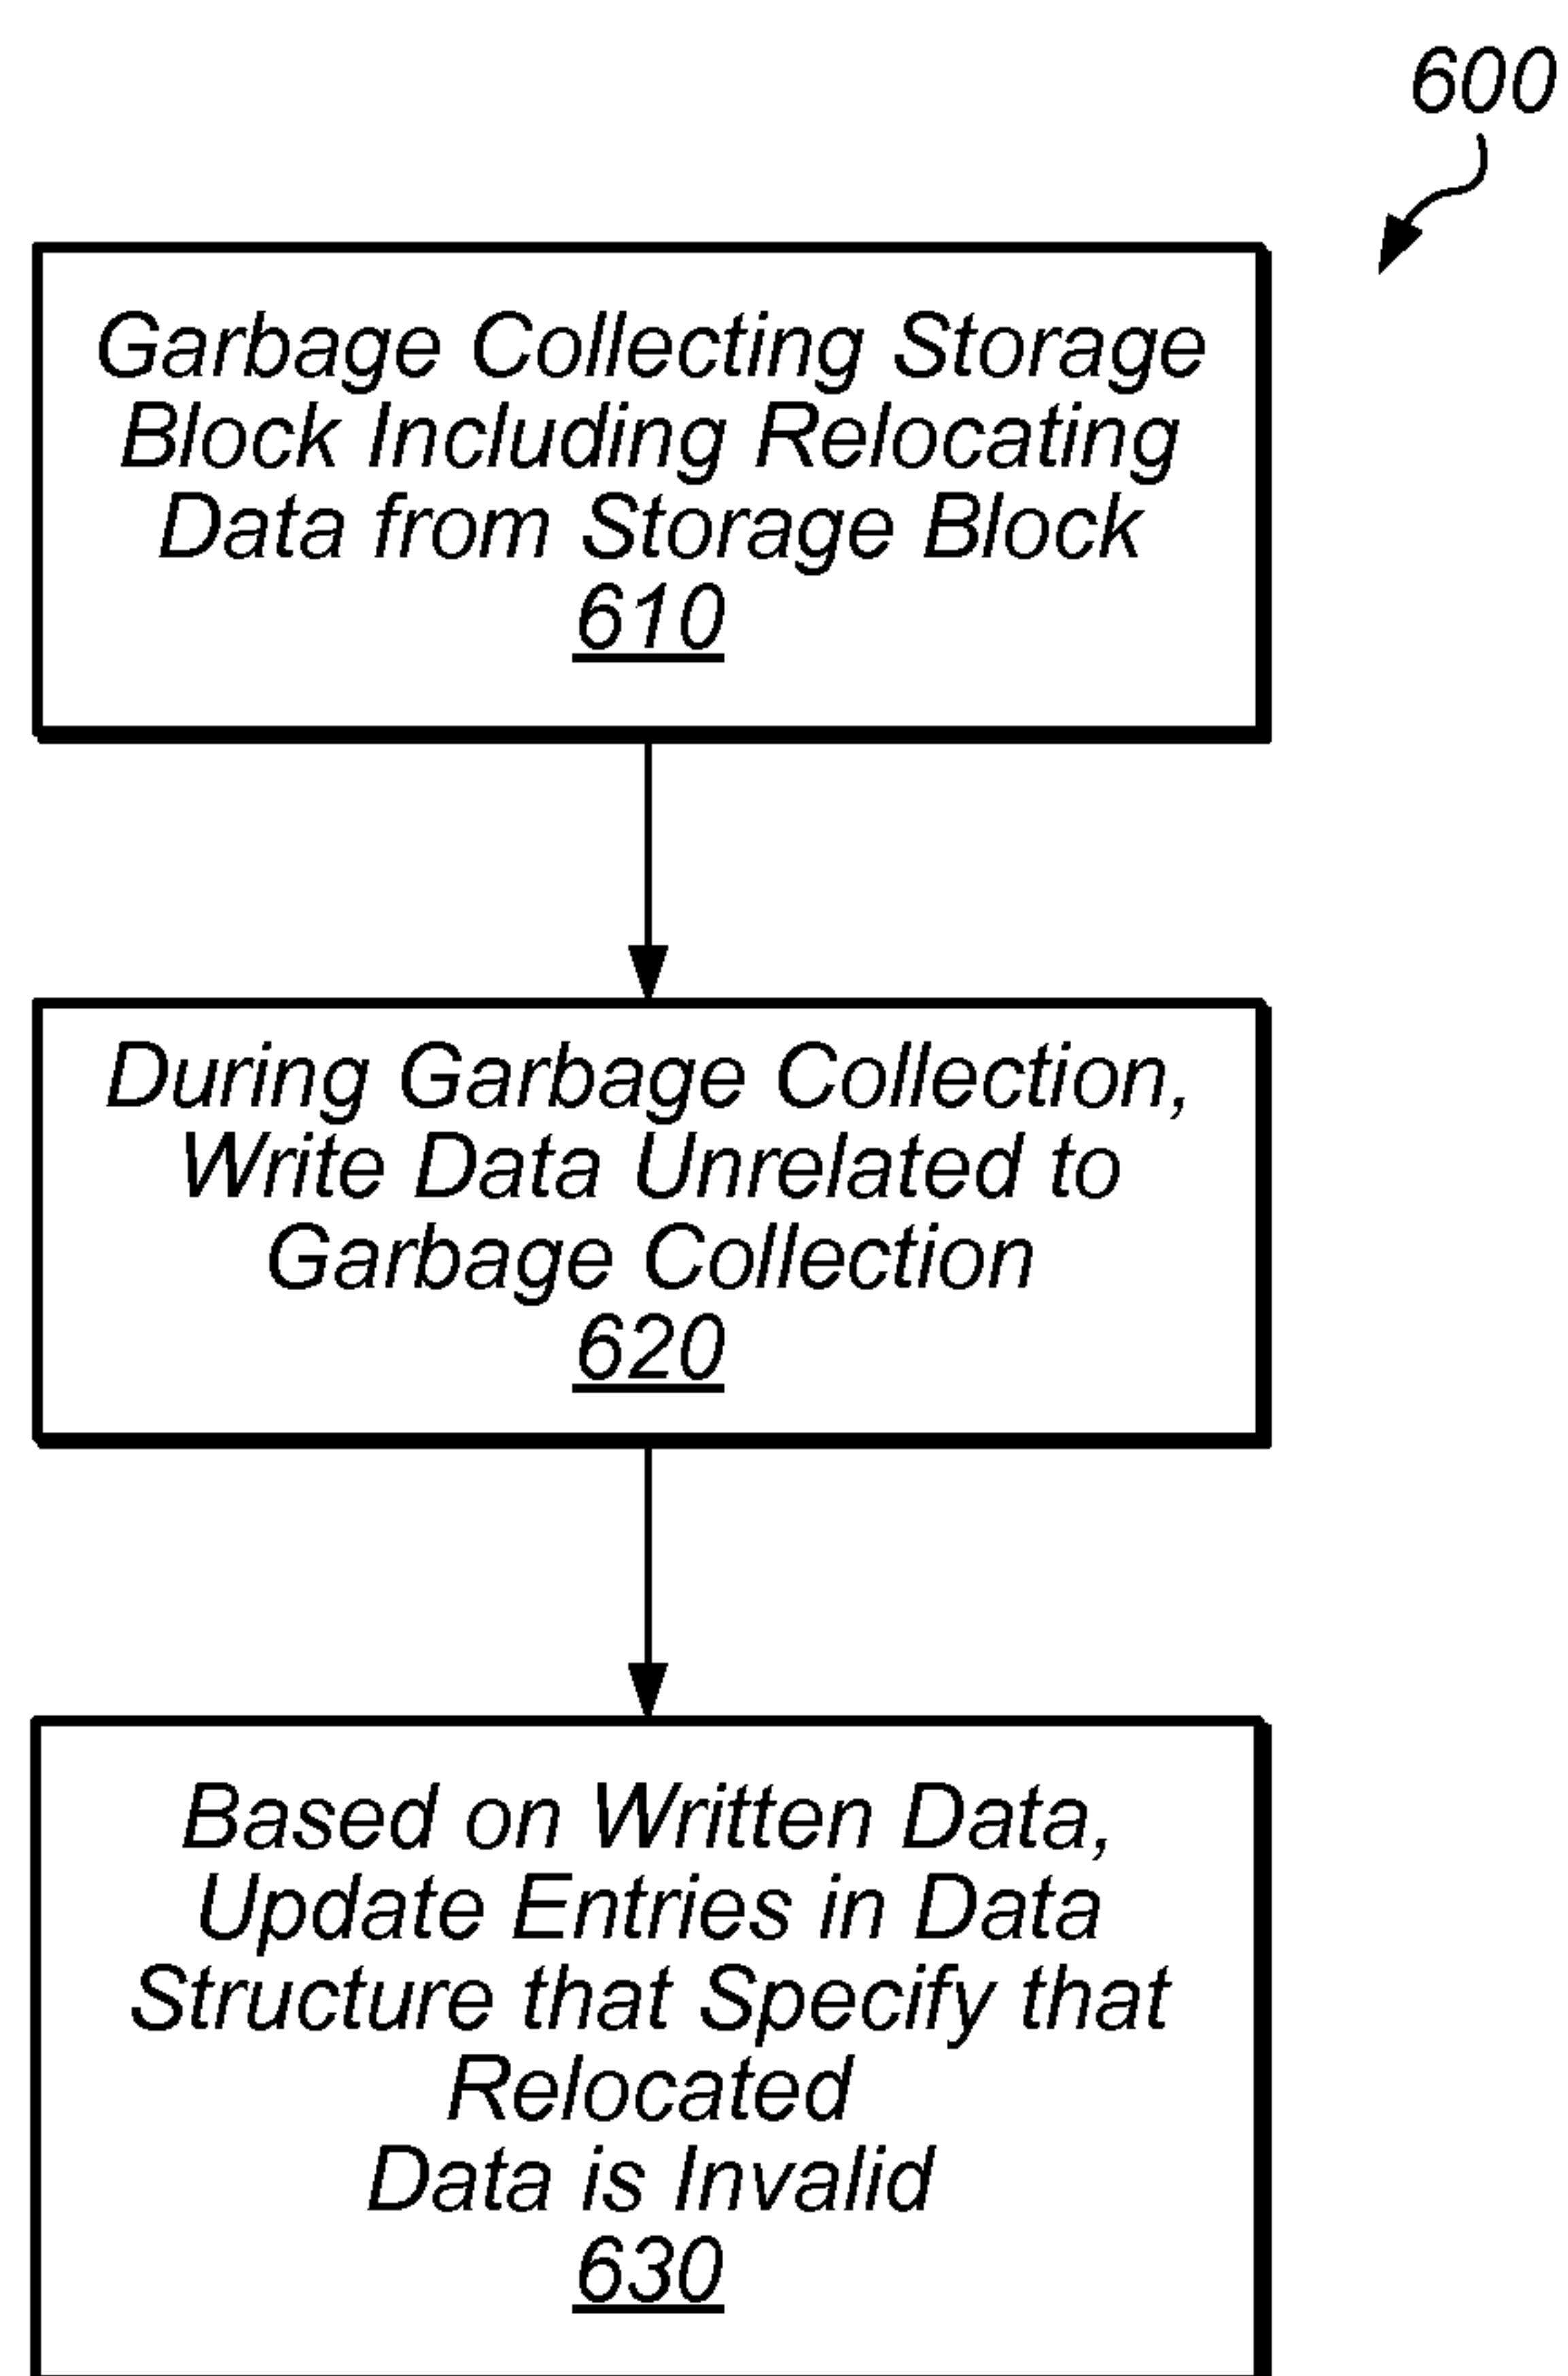 600
Garbage Collecting Storage
Block Including Relocating
Data from Storage Block
610
During Garbage Collection,
Write Data Unrelated to
Garbage Collection
620
Based on Written Data,
Update Entries in Data
Structure that Specify that
Relocated
Data is Invalid
630